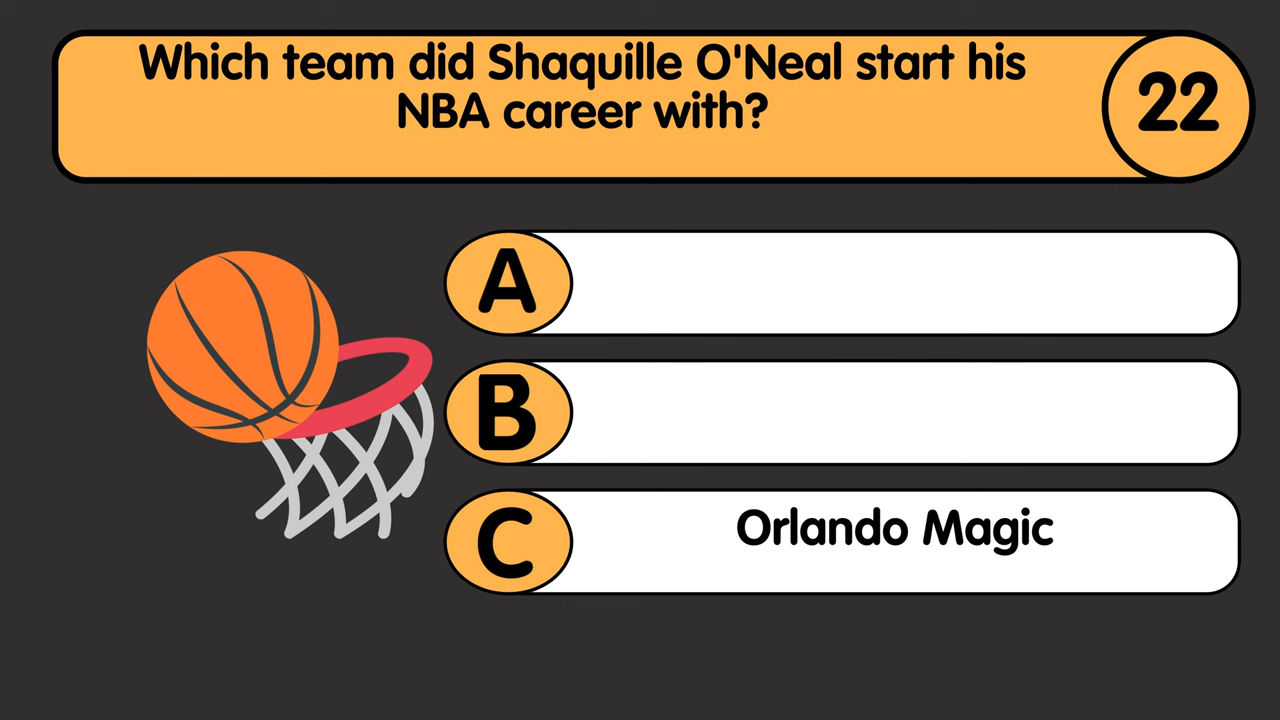 Which team did Shaquille O'Neal start his
NBA career with?
22
A
B
C
Orlando Magic